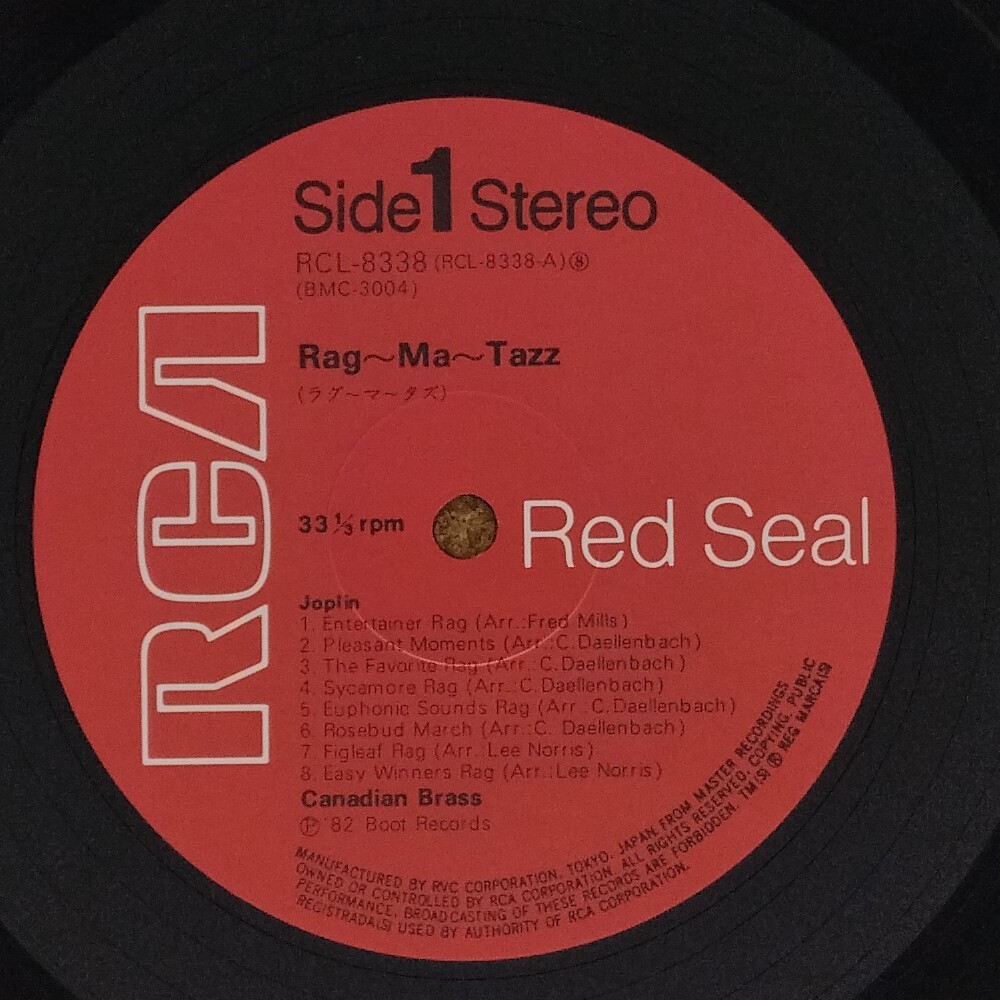 Side 1 Stereo
RCL-8338 (RCL-8338-A) Ⓢ
(BMC-3004)
RCA
Rag~Ma~Tazz
(ラグ〜マ〜タズ)
33 1/3 rpm
Red Seal
Joplin
1. Entertainer Rag (Arr.:Fred Mills)
2. Pleasant Moments (Arr.:C.Daellenbach)
3. The Favorite Rag (Arr.:C.Daellenbach)
4. Sycamore Rag (Arr.:C.Daellenbach)
5. Euphonic Sounds Rag (Arr.:C.Daellenbach)
6. Rosebud March (Arr.:C. Daellenbach)
7. Figleaf Rag (Arr.:Lee Norris)
8. Easy Winners Rag (Arr.:Lee Norris)
Canadian Brass
Ⓟ '82 Boot Records
MANUFACTURED BY RVC CORPORATION, TOKYO, JAPAN, FROM MASTER RECORDINGS
OWNED OR CONTROLLED BY RCA CORPORATION. ALL RIGHTS RESERVED, COPYING, PUBLIC
PERFORMANCE, BROADCASTING OF THESE RECORDS ARE FORBIDDEN, TM(S) ® REG MARCA(S)
REGISTRADA(S) USED BY AUTHORITY OF RCA CORPORATION.